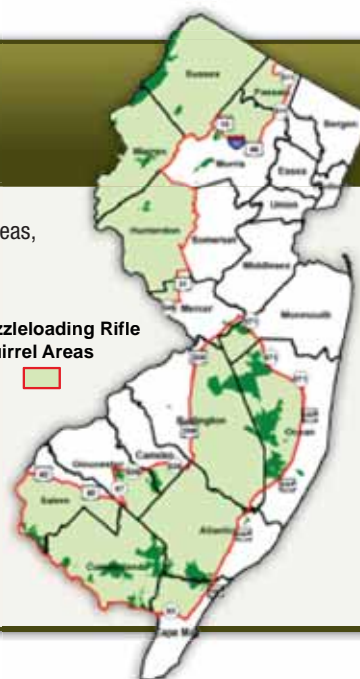 eas,
zzleloading Rifle
uirrel Areas
Sussex
Passaic
Bergen
Warren
Morris
Essex
Union
Hunterdon
Somerset
Middlesex
Mercer
Monmouth
Burlington
Ocean
Camden
Gloucester
Salem
Atlantic
Cumberland
Cape May